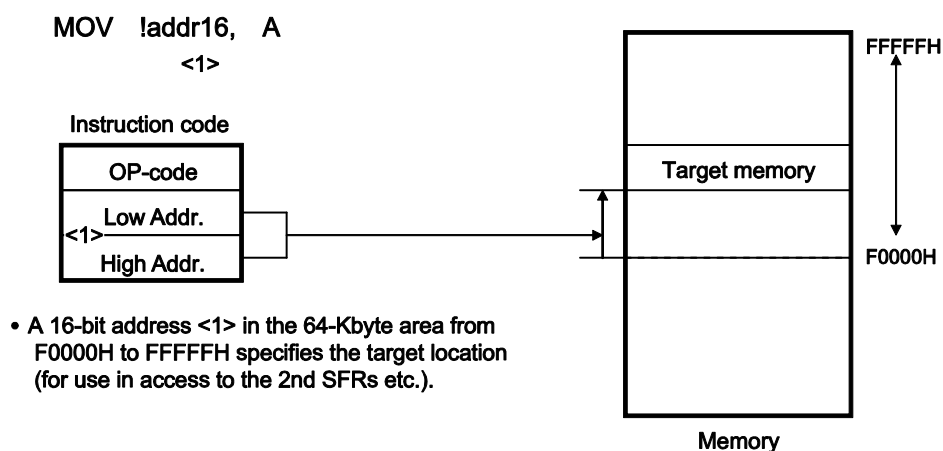 MOV !addr16, A
<1>
Instruction code
OP-code
Low Addr.
<1>
High Addr.
FFFFFH
Target memory
F0000H
• A 16-bit address <1> in the 64-Kbyte area from
F0000H to FFFFFH specifies the target location
(for use in access to the 2nd SFRs etc.).
Memory